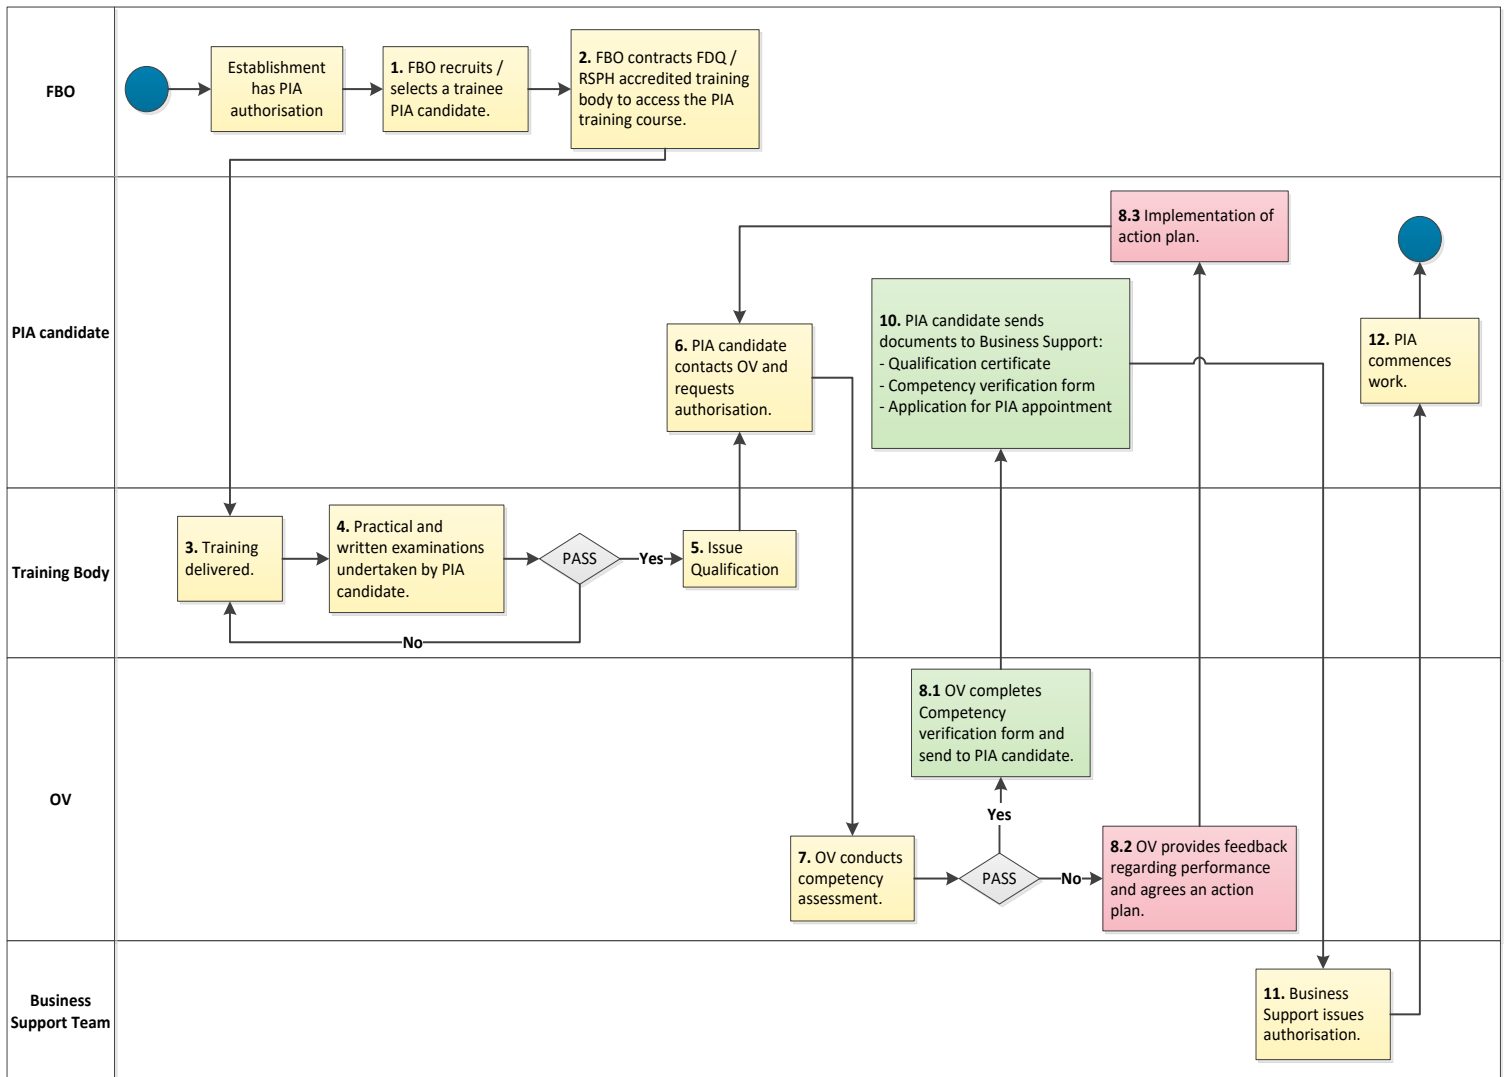 FBO
Establishment
has PIA
authorisation
1. FBO recruits /
selects a trainee
PIA candidate.
2. FBO contracts FDQ /
RSPH accredited training
body to access the PIA
training course.
PIA candidate
8.3 Implementation of
action plan.
6. PIA candidate
contacts OV and
requests
authorisation.
10. PIA candidate sends
documents to Business Support:
- Qualification certificate
- Competency verification form
- Application for PIA appointment
12. PIA
commences
work.
Training Body
3. Training
delivered.
4. Practical and
written examinations
undertaken by PIA
candidate.
PASS
Yes
5. Issue
Qualification
No
OV
8.1 OV completes
Competency
verification form and
send to PIA candidate.
Yes
7. OV conducts
competency
assessment.
PASS
No
8.2 OV provides feedback
regarding performance
and agrees an action
plan.
Business
Support Team
11. Business
Support issues
authorisation.